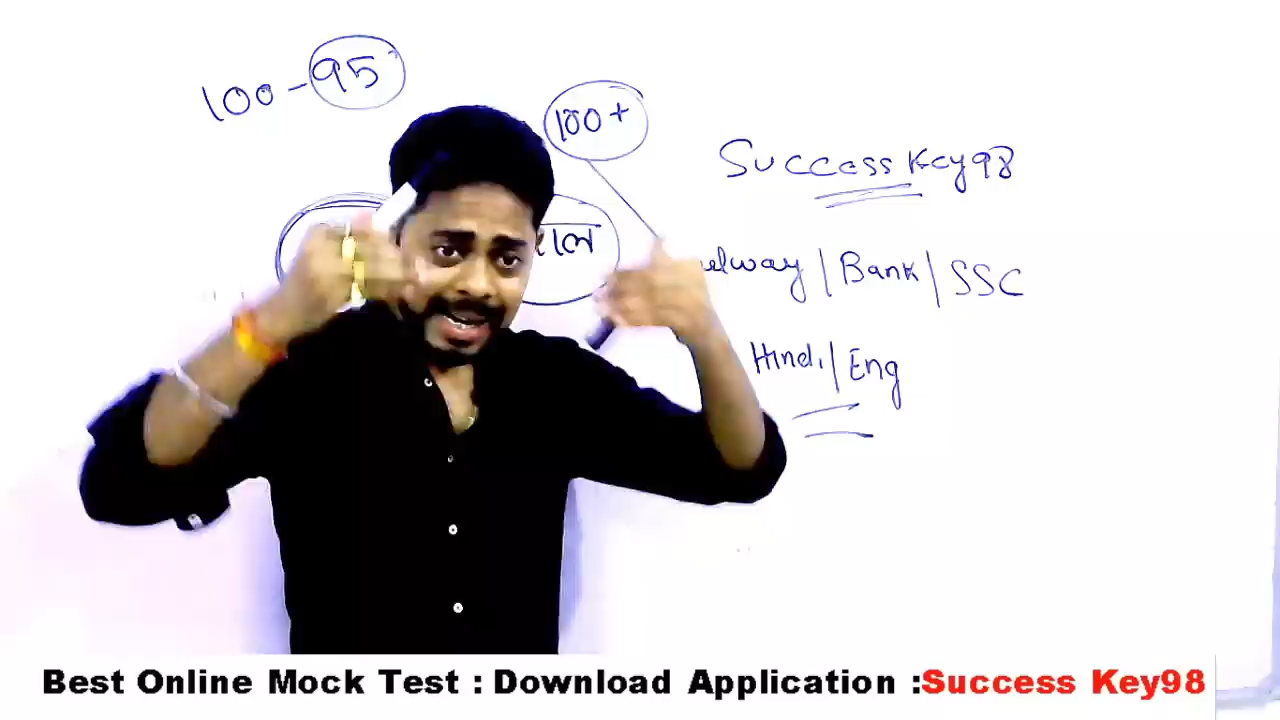 100 - 95
100 +
Success Key98
Bank / SSC
Hindi / Eng
Best Online Mock Test : Download Application :Success Key98